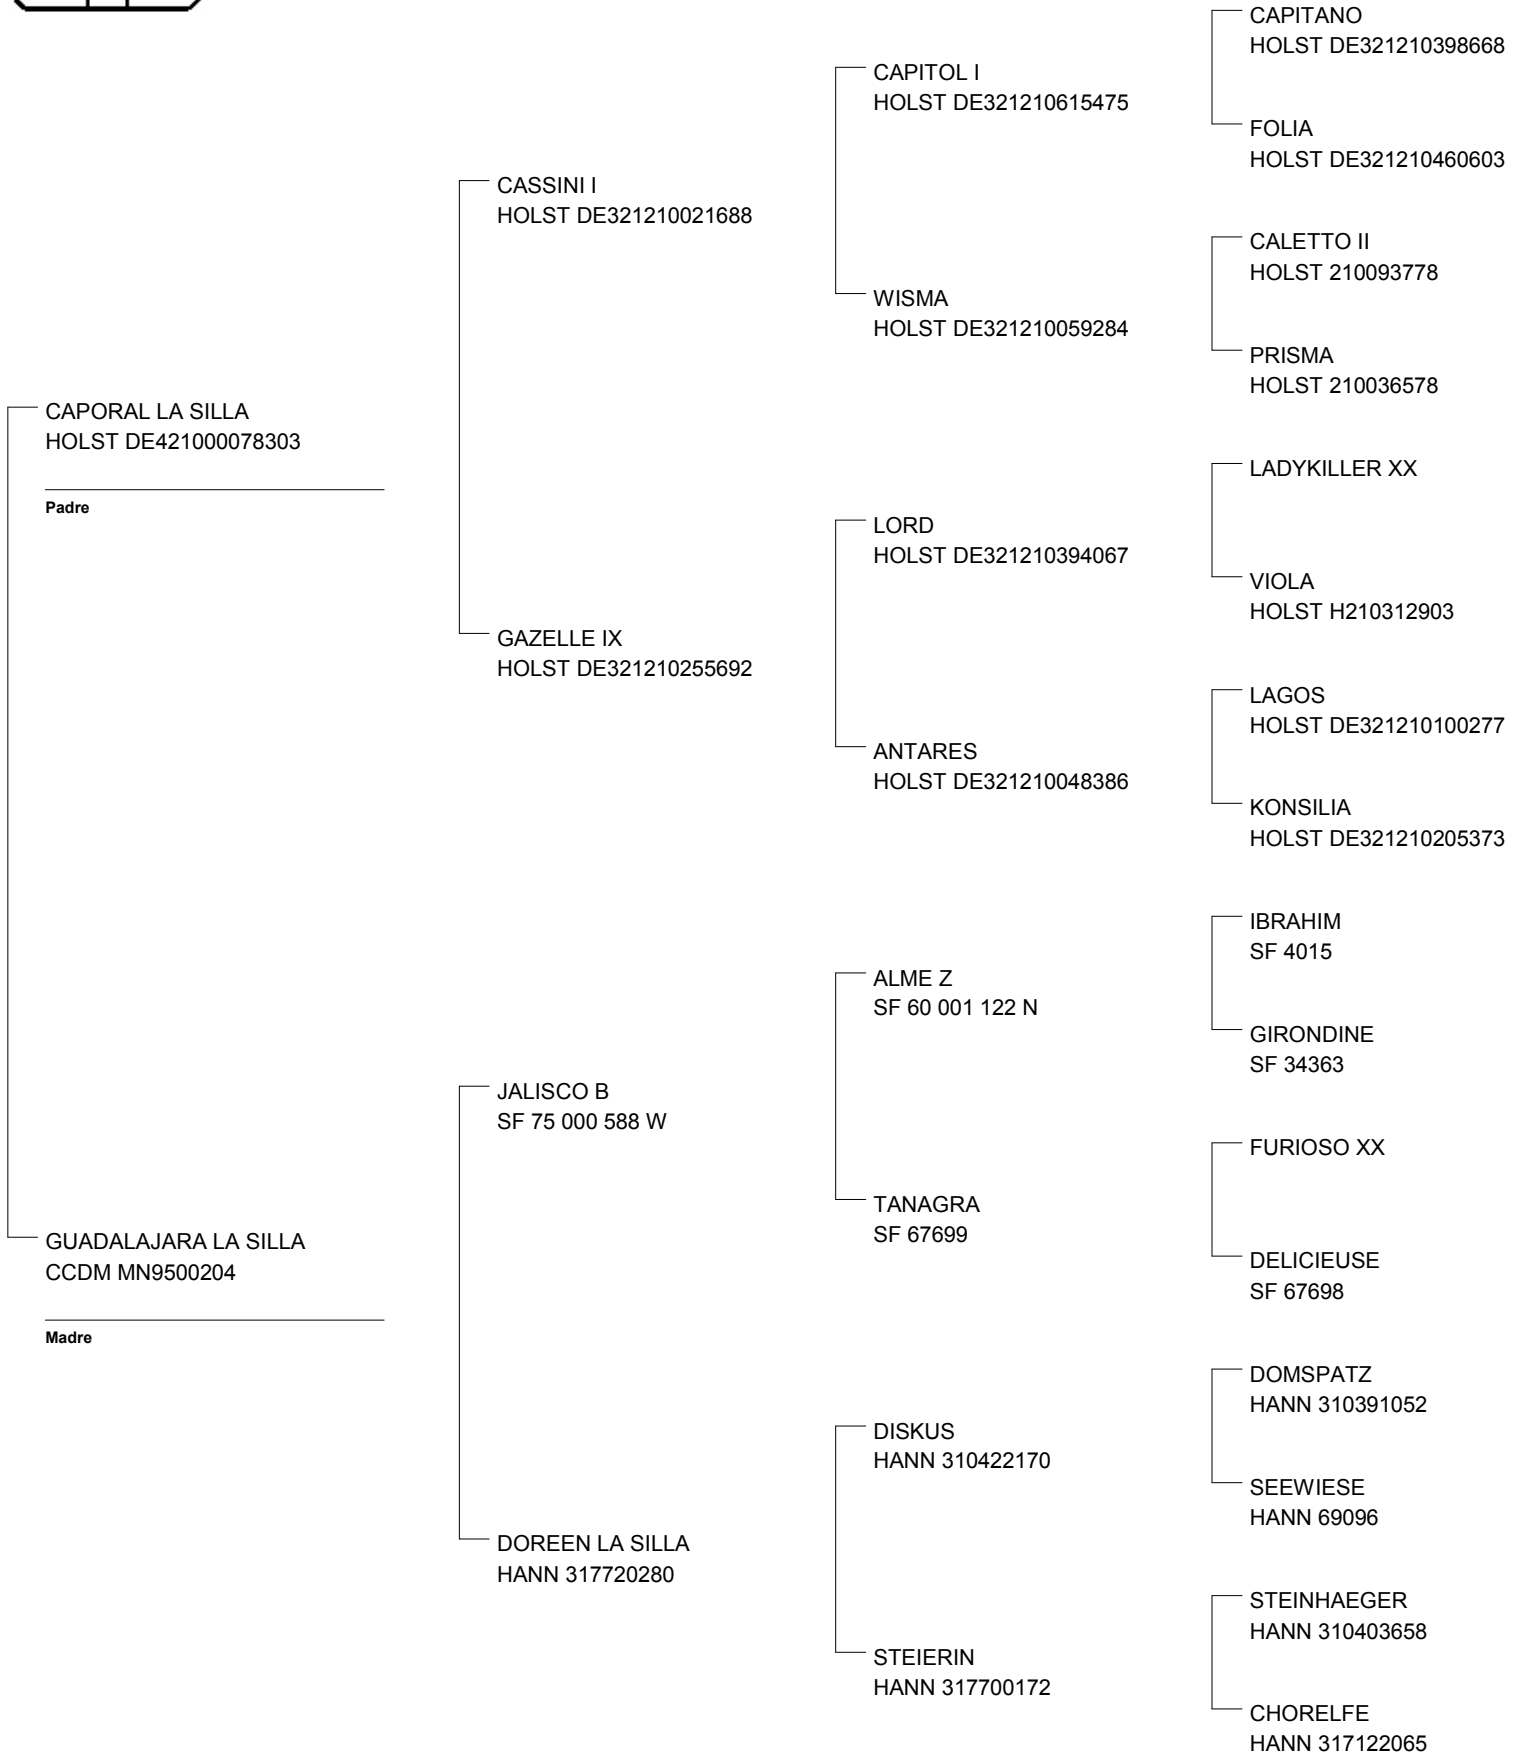 CAPITANO
HOLST DE321210398668
CAPITOL I
HOLST DE321210615475
FOLIA
HOLST DE321210460603
CASSINI I
HOLST DE321210021688
CALETTO II
HOLST 210093778
WISMA
HOLST DE321210059284
PRISMA
HOLST 210036578
CAPORAL LA SILLA
HOLST DE421000078303
Padre
LADYKILLER XX
LORD
HOLST DE321210394067
VIOLA
HOLST H210312903
GAZELLE IX
HOLST DE321210255692
LAGOS
HOLST DE321210100277
ANTARES
HOLST DE321210048386
KONSILIA
HOLST DE321210205373
IBRAHIM
SF 4015
ALME Z
SF 60 001 122 N
GIRONDINE
SF 34363
JALISCO B
SF 75 000 588 W
FURIOSO XX
TANAGRA
SF 67699
DELICIEUSE
SF 67698
GUADALAJARA LA SILLA
CCDM MN9500204
Madre
DOMSPATZ
HANN 310391052
DISKUS
HANN 310422170
SEEWIESE
HANN 69096
DOREEN LA SILLA
HANN 317720280
STEINHAEGER
HANN 310403658
STEIERIN
HANN 317700172
CHORELFE
HANN 317122065